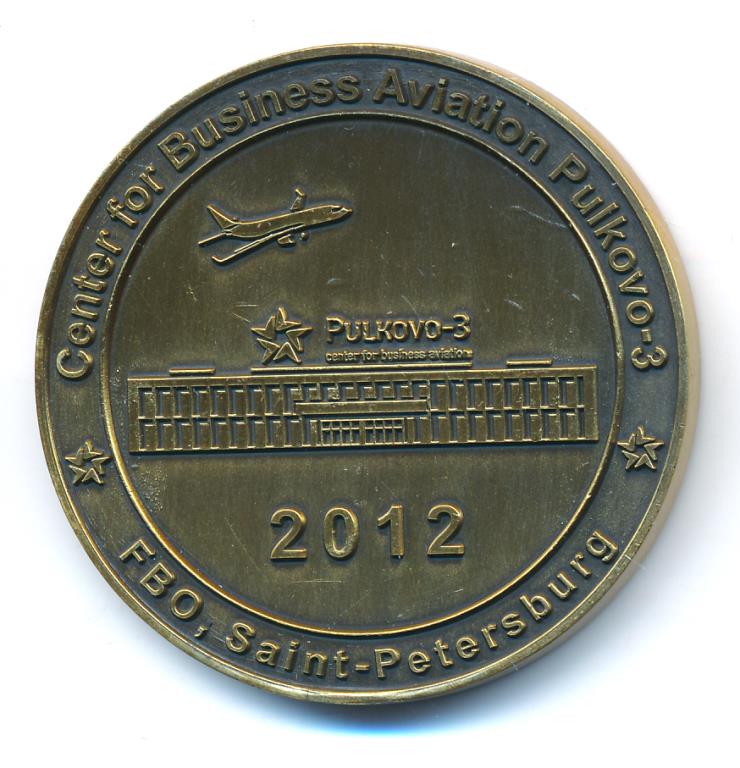 Center for Business Aviation Pulkovo-3
PULKOVO-3
center for business aviation
2012
FBO, Saint-Petersburg